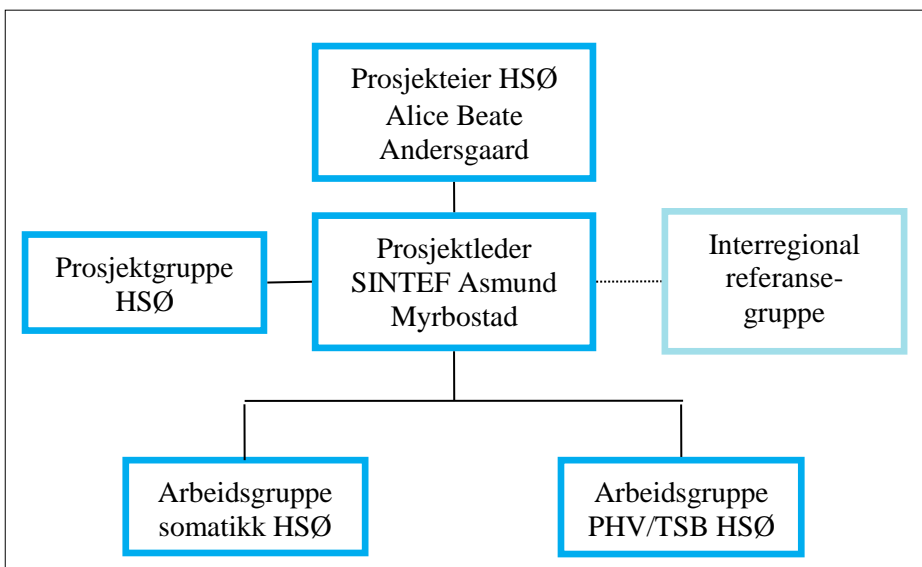 Prosjekteier HSØ
Alice Beate
Andersgaard
Prosjektgruppe
HSØ
Prosjektleder
SINTEF Asmund
Myrbostad
Interregional
referanse-
gruppe
Arbeidsgruppe
somatikk HSØ
Arbeidsgruppe
PHV/TSB HSØ